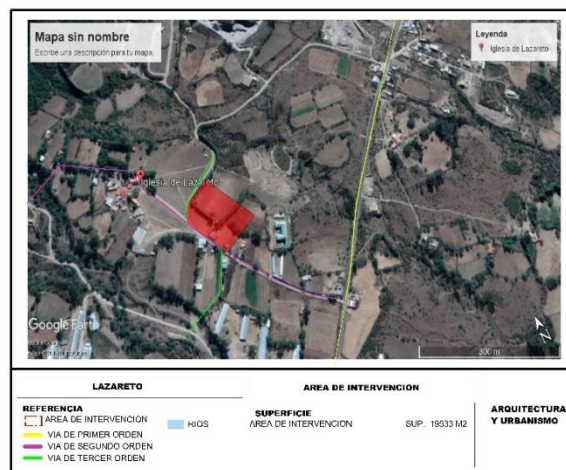 Mapa sin nombre
Escribe una descripción para tu mapa.
Leyenda
Iglesia de Lazareto
Iglesia de Lazareto
Google Earth
300 m
N
LAZARETO
AREA DE INTERVENCION
REFERENCIA
AREA DE INTERVENCION
VIA DE PRIMER ORDEN
VIA DE SEGUNDO ORDEN
VIA DE TERCER ORDEN
SUPERFICIE
AREA DE INTERVENCION
SUP. 19533 M2
ARQUITECTURA
Y URBANISMO